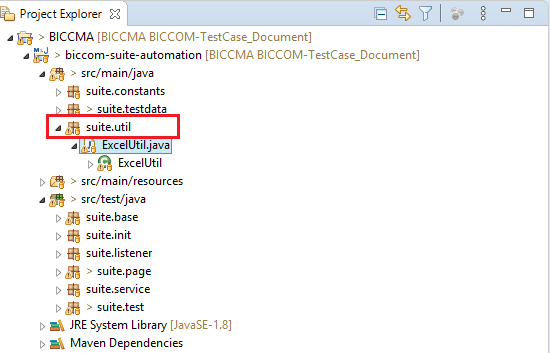 Project Explorer
> BICCMA [BICCMA BICCOM-TestCase_Document]
> biccom-suite-automation [BICCMA BICCOM-TestCase_Document]
> src/main/java
suite.constants
> suite.testdata
suite.util
ExcelUtil.java
ExcelUtil
> src/main/resources
> src/test/java
suite.base
suite.init
suite.listener
> suite.page
suite.service
> suite.test
JRE System Library [JavaSE-1.8]
Maven Dependencies